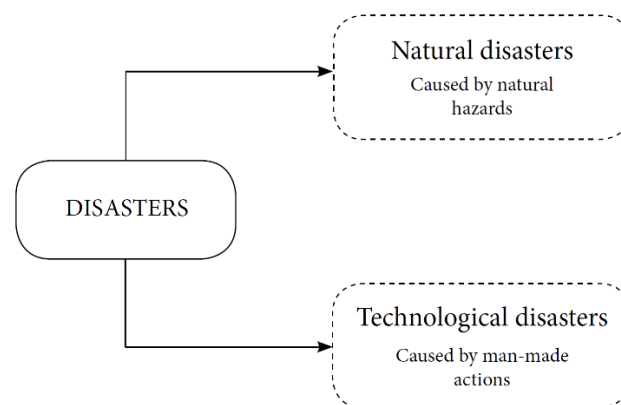 Natural disasters
Caused by natural
hazards
DISASTERS
Technological disasters
Caused by man-made
actions